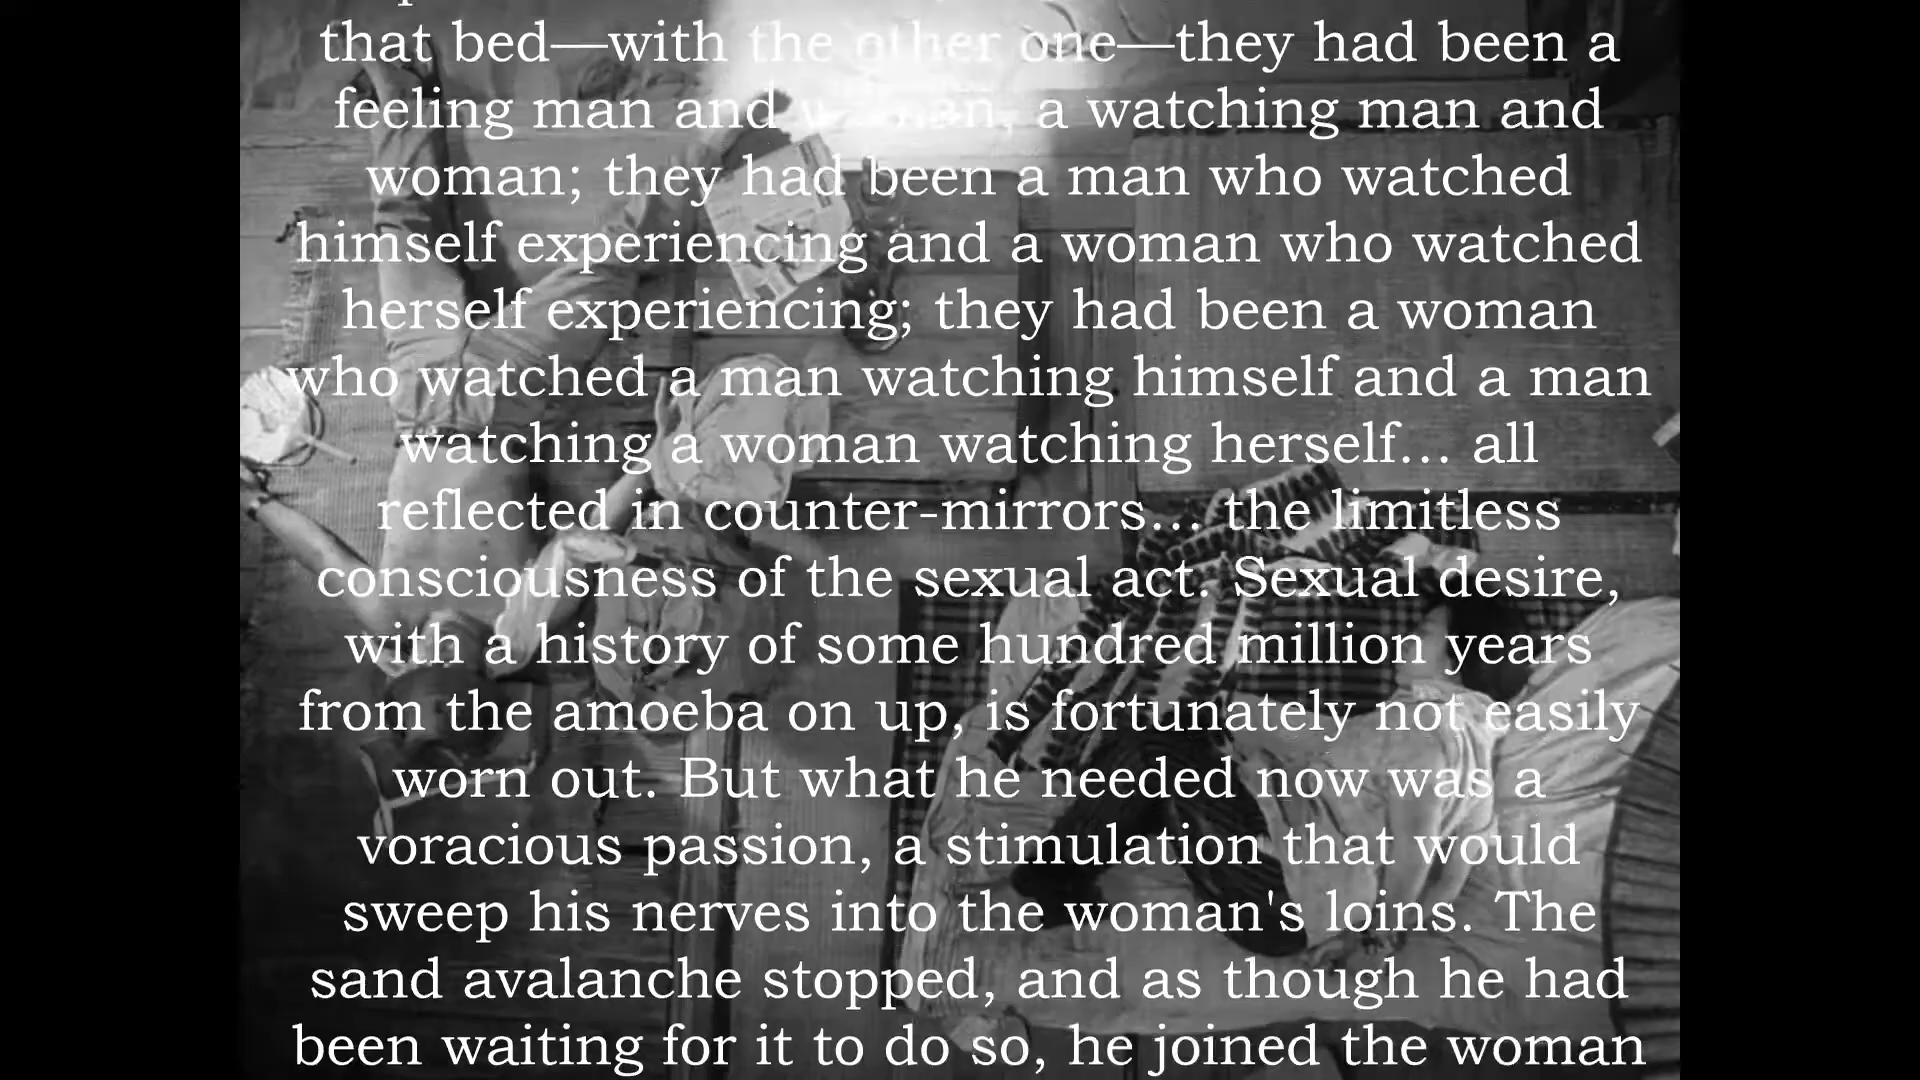 that bed—with the other one—they had been a
feeling man and woman, a watching man and
woman; they had been a man who watched
himself experiencing and a woman who watched
herself experiencing; they had been a woman
who watched a man watching himself and a man
watching a woman watching herself... all
reflected in counter-mirrors... the limitless
consciousness of the sexual act. Sexual desire,
with a history of some hundred million years
from the amoeba on up, is fortunately not easily
worn out. But what he needed now was a
voracious passion, a stimulation that would
sweep his nerves into the woman's loins. The
sand avalanche stopped, and as though he had
been waiting for it to do so, he joined the woman